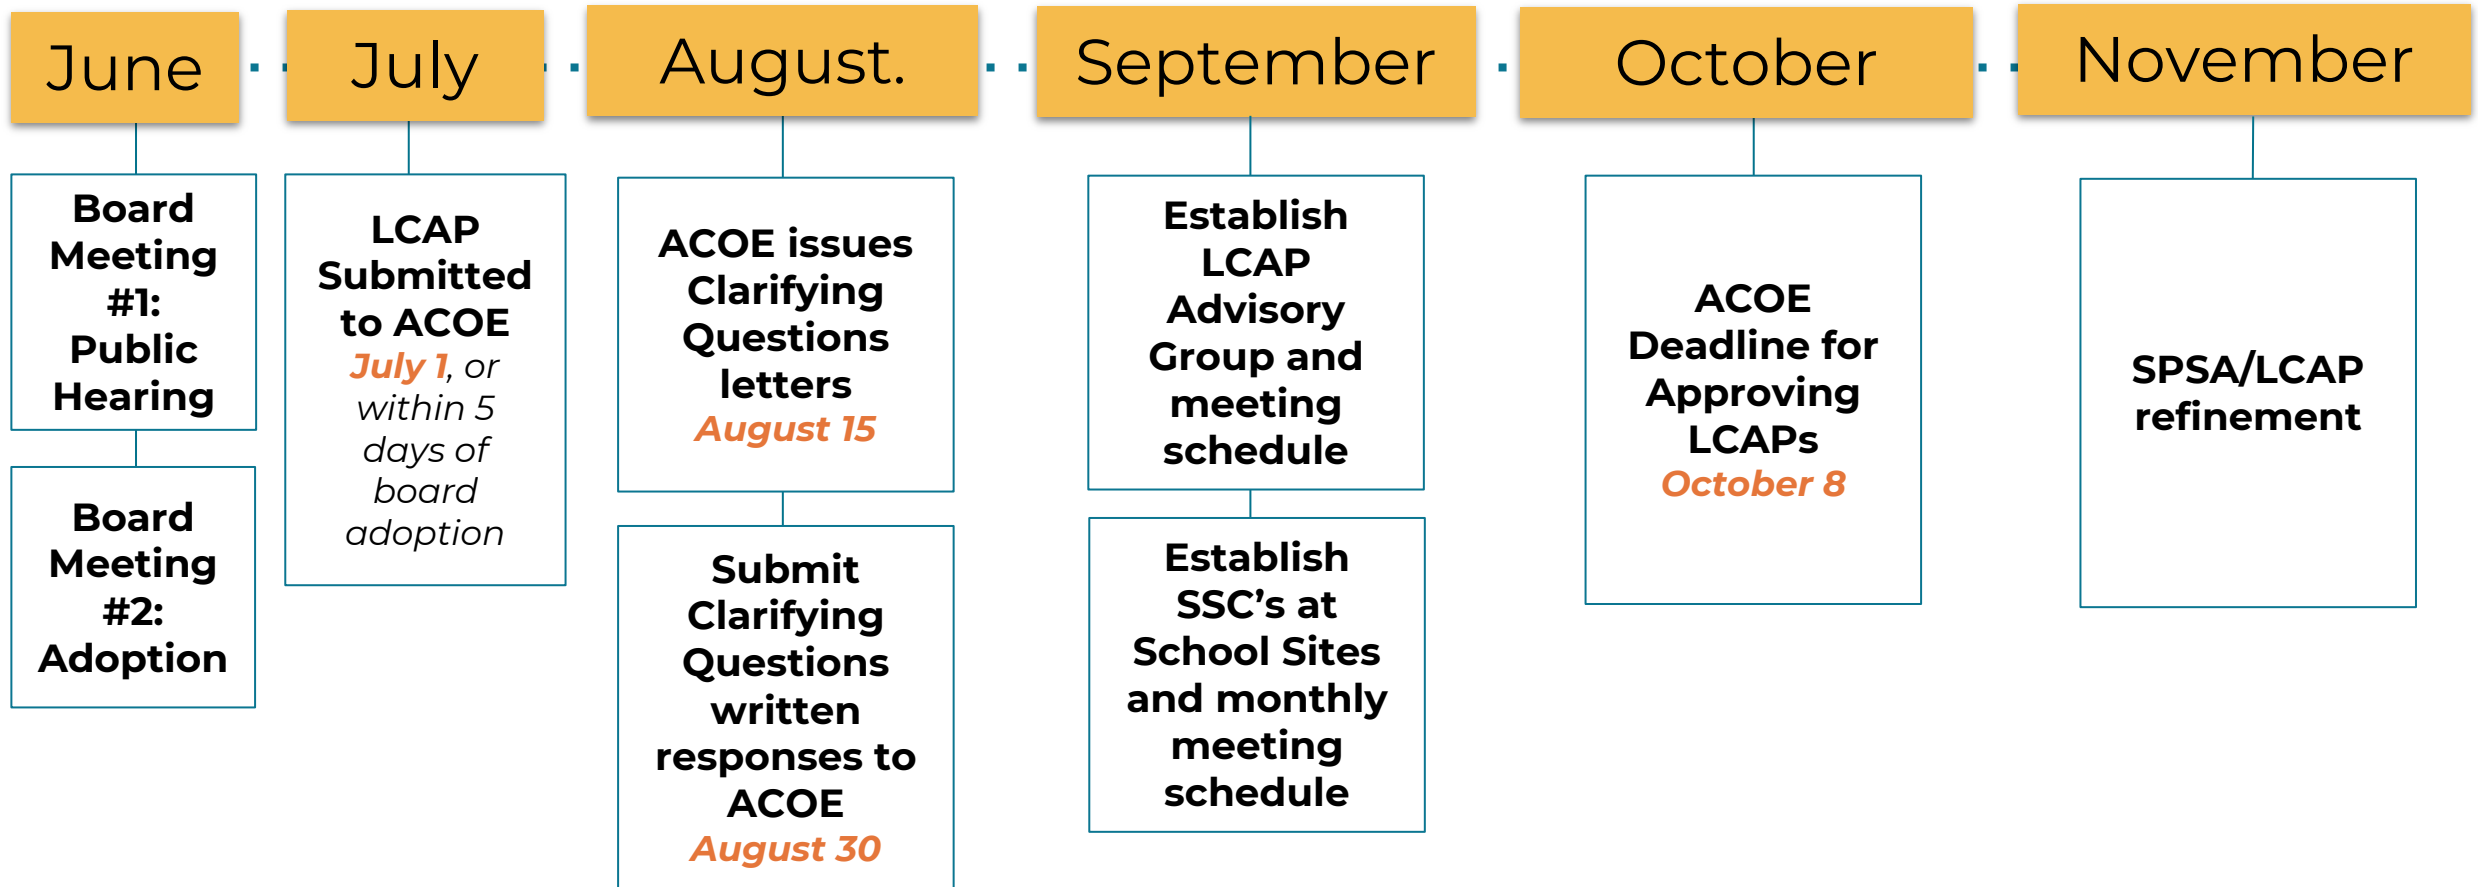 June
July
August.
September
October
November
Board
Meeting
#1:
Public
Hearing
Board
Meeting
#2:
Adoption
LCAP
Submitted
to ACOE
July 1, or
within 5
days of
board
adoption
ACOE issues
Clarifying
Questions
letters
August 15
Submit
Clarifying
Questions
written
responses to
ACOE
August 30
Establish
LCAP
Advisory
Group and
meeting
schedule
Establish
SSC’s at
School Sites
and monthly
meeting
schedule
ACOE
Deadline for
Approving
LCAPs
October 8
SPSA/LCAP
refinement